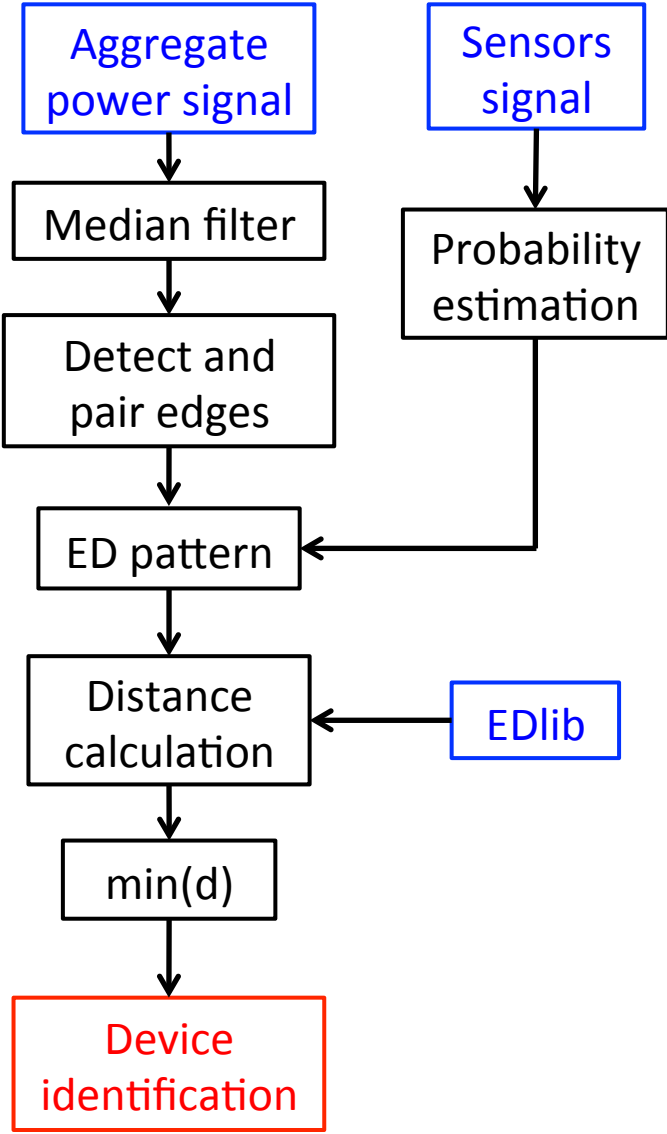 Aggregate
power signal
Sensors
signal
Median filter
Probability
estimation
Detect and
pair edges
ED pattern
Distance
calculation
EDlib
min(d)
Device
identification